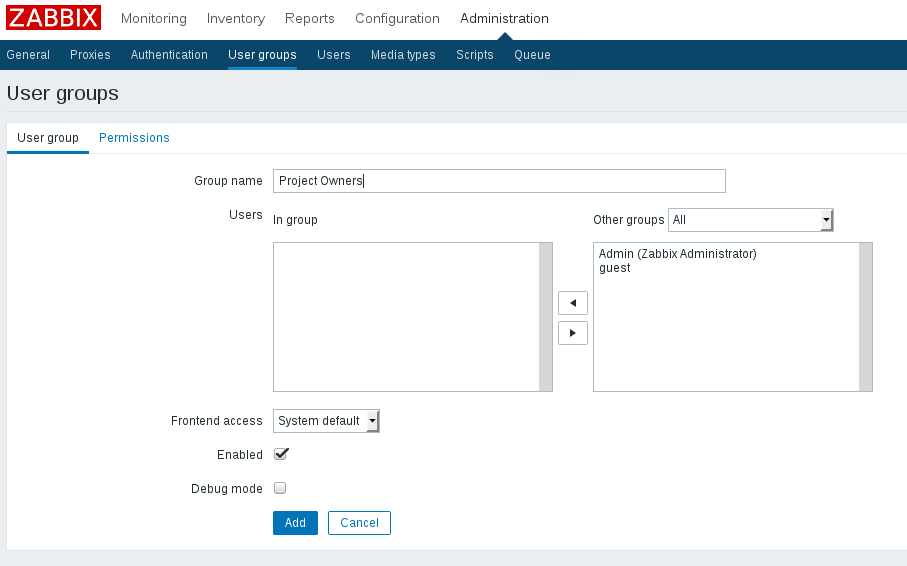 ZABBIX Monitoring Inventory Reports Configuration Administration
General Proxies Authentication User groups Users Media types Scripts Queue
User groups
User group Permissions
Group name Project Owners
Users In group Other groups All
Admin (Zabbix Administrator)
guest
Frontend access System default
Enabled
Debug mode
Add Cancel